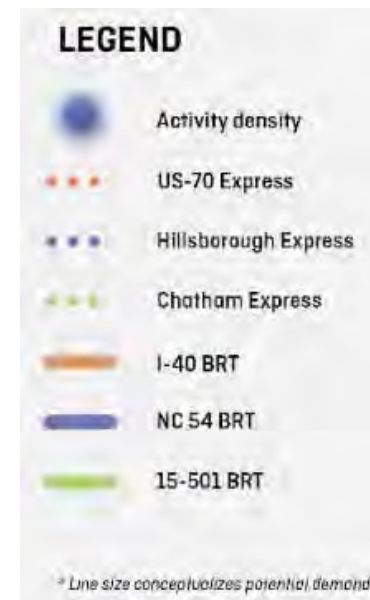 LEGEND
Activity density
US-70 Express
Hillsborough Express
Chatham Express
I-40 BRT
NC 54 BRT
15-501 BRT
* Line size conceptualizes potential demand